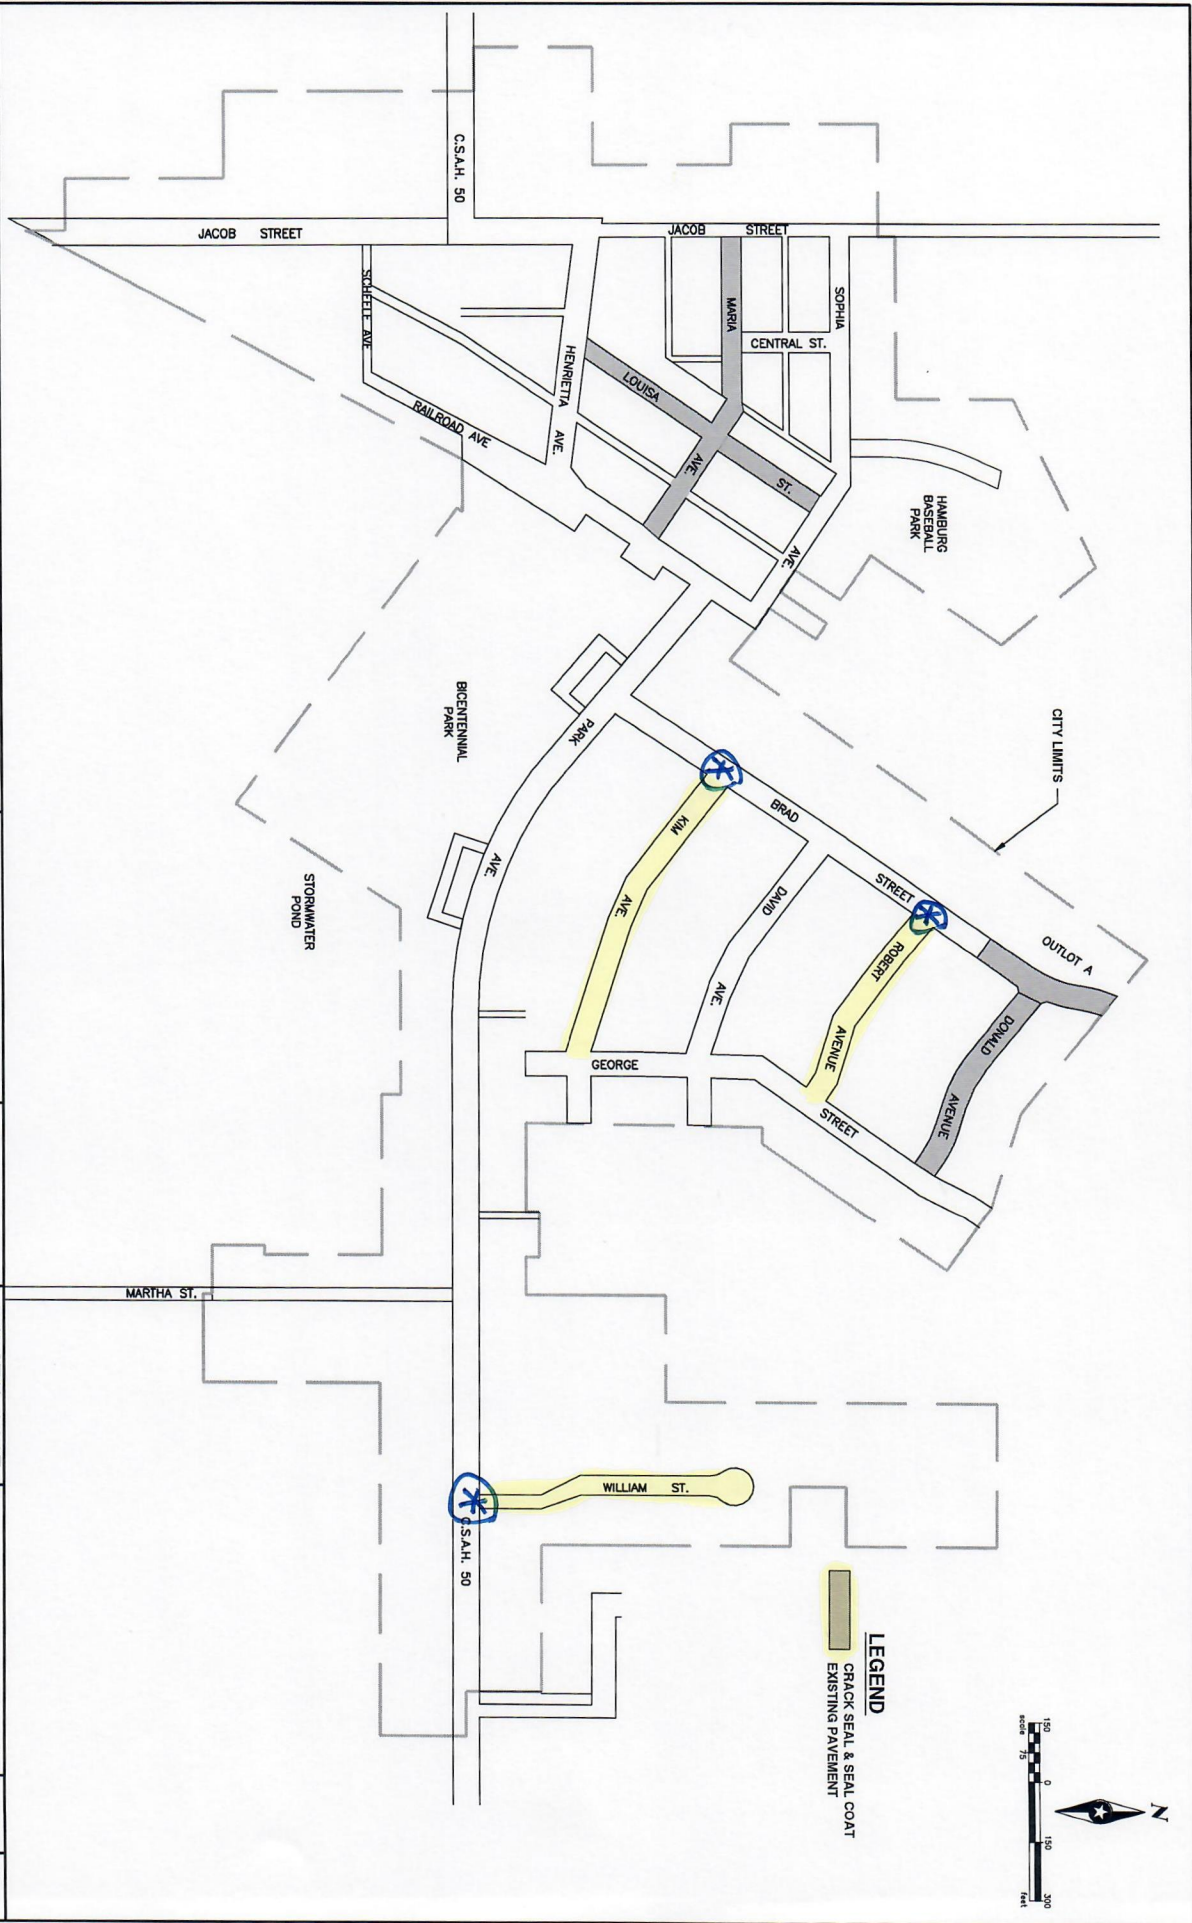 C.S.A.H. 50
JACOB STREET
JACOB STREET
SCHEELE AVE
RAILROAD AVE
HENRIETTA AVE.
LOUISA ST.
MARIA AVE.
CENTRAL ST.
SOPHIA AVE.
HAMBURG
BASEBALL
PARK
CITY LIMITS
BICENTENNIAL
PARK
PARK AVE.
STORMWATER
POND
BRAD STREET
KIM AVE.
DAVID AVE.
ROBERT AVENUE
OUTLOT A
DONALD AVENUE
GEORGE STREET
MARTHA ST.
WILLIAM ST.
C.S.A.H. 50
LEGEND
CRACK SEAL & SEAL COAT
EXISTING PAVEMENT
N
150 0 150 300
scale 75 feet